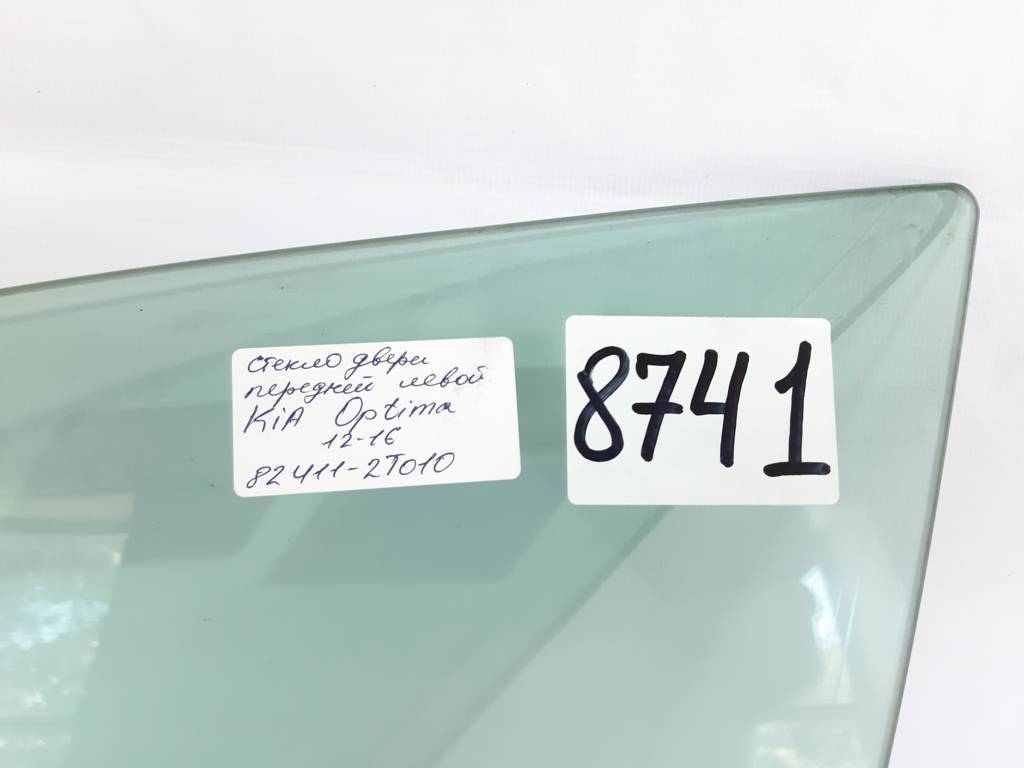 стекло двери
передней левой
KiA Optima
12-16
82411-2T010
8741